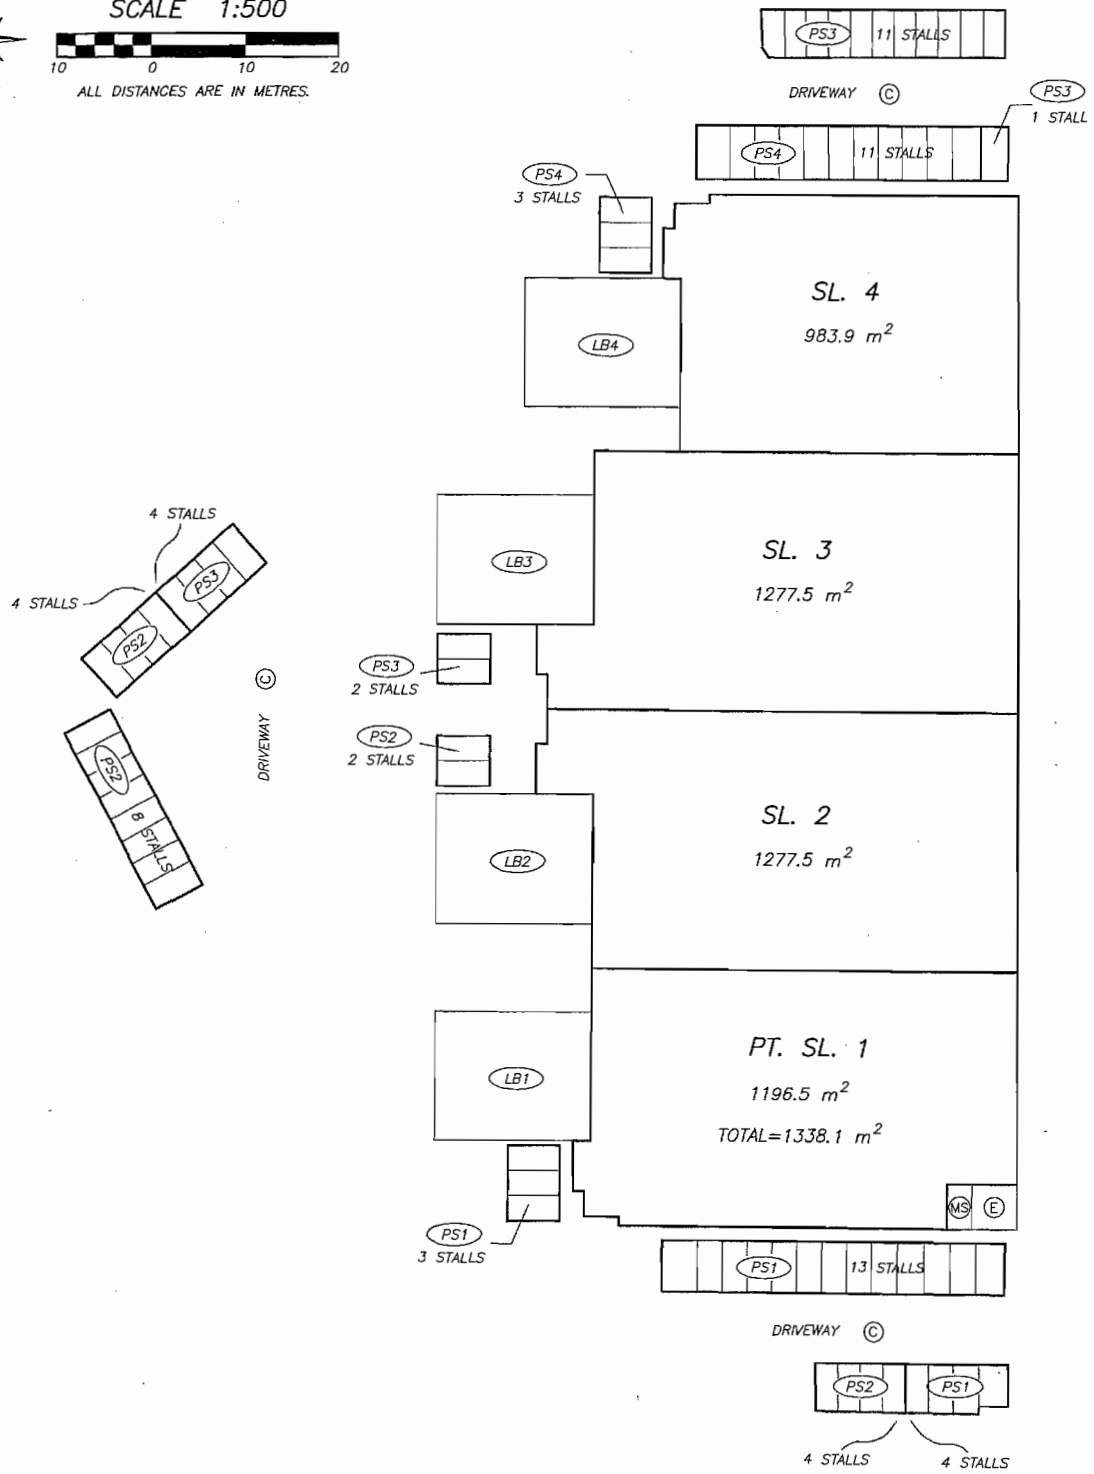 SCALE 1:500
10 0 10 20
ALL DISTANCES ARE IN METRES.
PS3 11 STALLS
DRIVEWAY C
PS3
1 STALL
PS4 11 STALLS
PS4
3 STALLS
SL. 4
983.9 m²
LB4
SL. 3
1277.5 m²
LB3
4 STALLS
PS3
4 STALLS
PS2
PS3
2 STALLS
DRIVEWAY C
PS2
2 STALLS
PS2
8 STALLS
SL. 2
1277.5 m²
LB2
PT. SL. 1
1196.5 m²
TOTAL=1338.1 m²
LB1
MS E
PS1
3 STALLS
PS1 13 STALLS
DRIVEWAY C
PS2 PS1
4 STALLS 4 STALLS